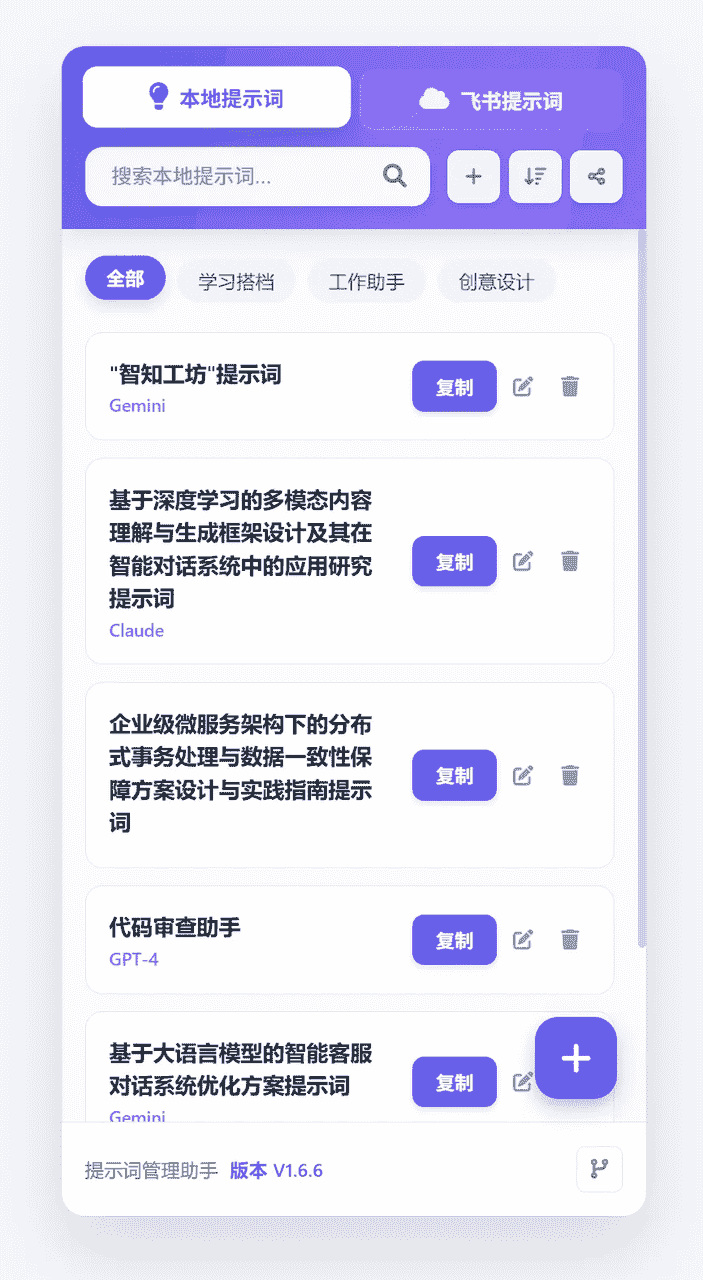 本地提示词
飞书提示词
搜索本地提示词...
全部
学习搭档
工作助手
创意设计
"智知工坊"提示词
Gemini
复制
基于深度学习的多模态内容
理解与生成框架设计及其在
智能对话系统中的应用研究
提示词
Claude
复制
企业级微服务架构下的分布
式事务处理与数据一致性保
障方案设计与实践指南提示
词
复制
代码审查助手
GPT-4
复制
基于大语言模型的智能客服
对话系统优化方案提示词
Gemini
复制
提示词管理助手 版本 V1.6.6